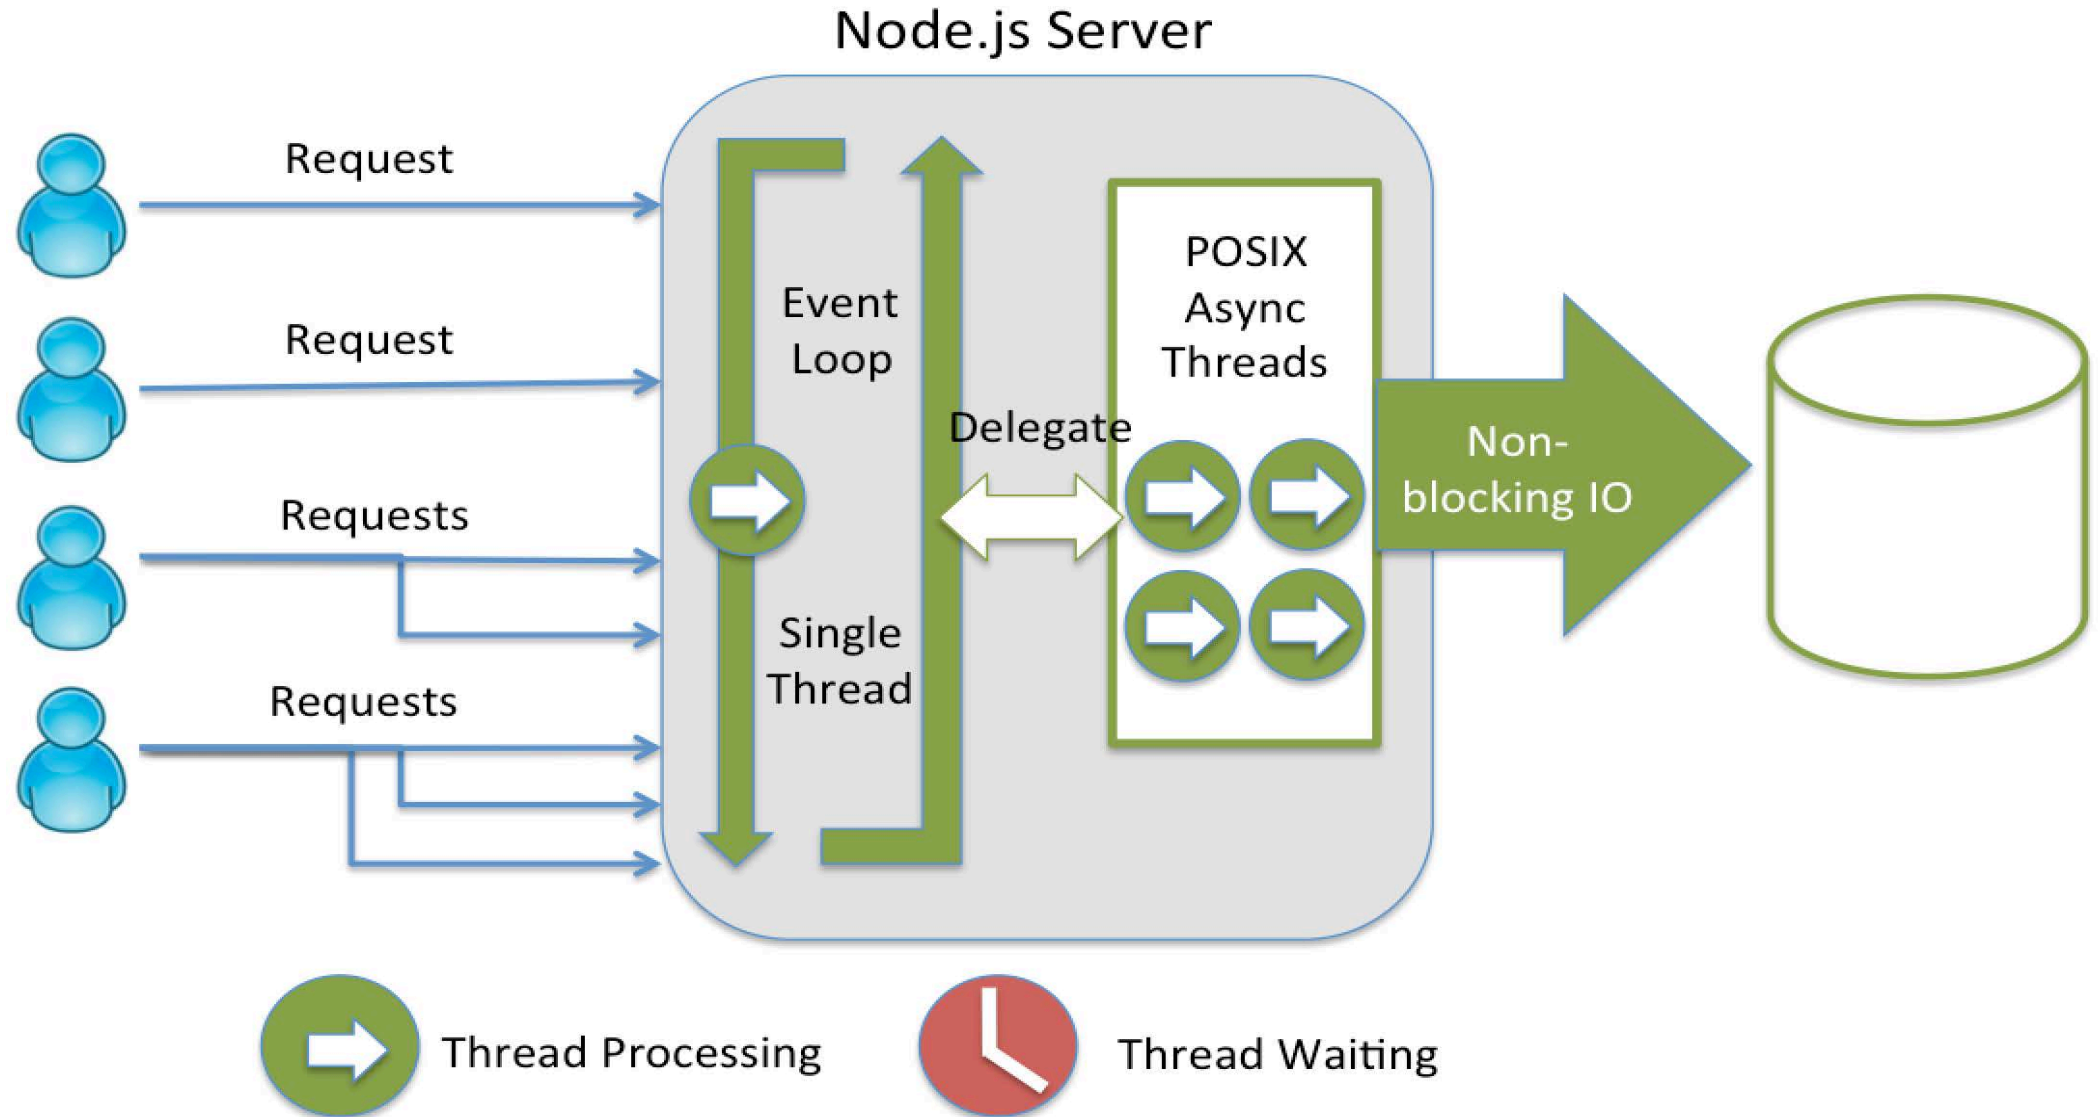 Node.js Server
Request
Request
Requests
Requests
Event
Loop
Single
Thread
Delegate
POSIX
Async
Threads
Non-
blocking IO
Thread Processing
Thread Waiting